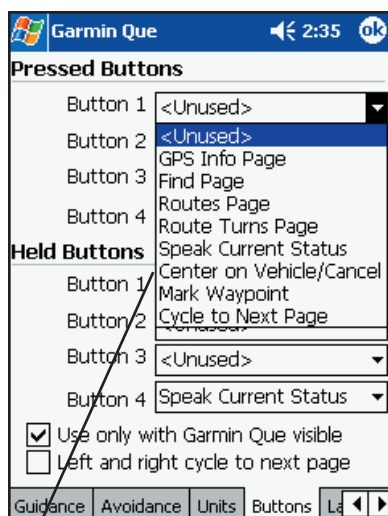 Garmin Que 2:35 ok
Pressed Buttons
Button 1 <Unused>
Button 2 <Unused>
GPS Info Page
Button 3 Find Page
Routes Page
Button 4 Route Turns Page
Held Buttons Speak Current Status
Center on Vehicle/Cancel
Button 1 Mark Waypoint
Button 2 Cycle to Next Page
Button 3 <Unused>
Button 4 Speak Current Status
Use only with Garmin Que visible
Left and right cycle to next page
Guidance Avoidance Units Buttons La